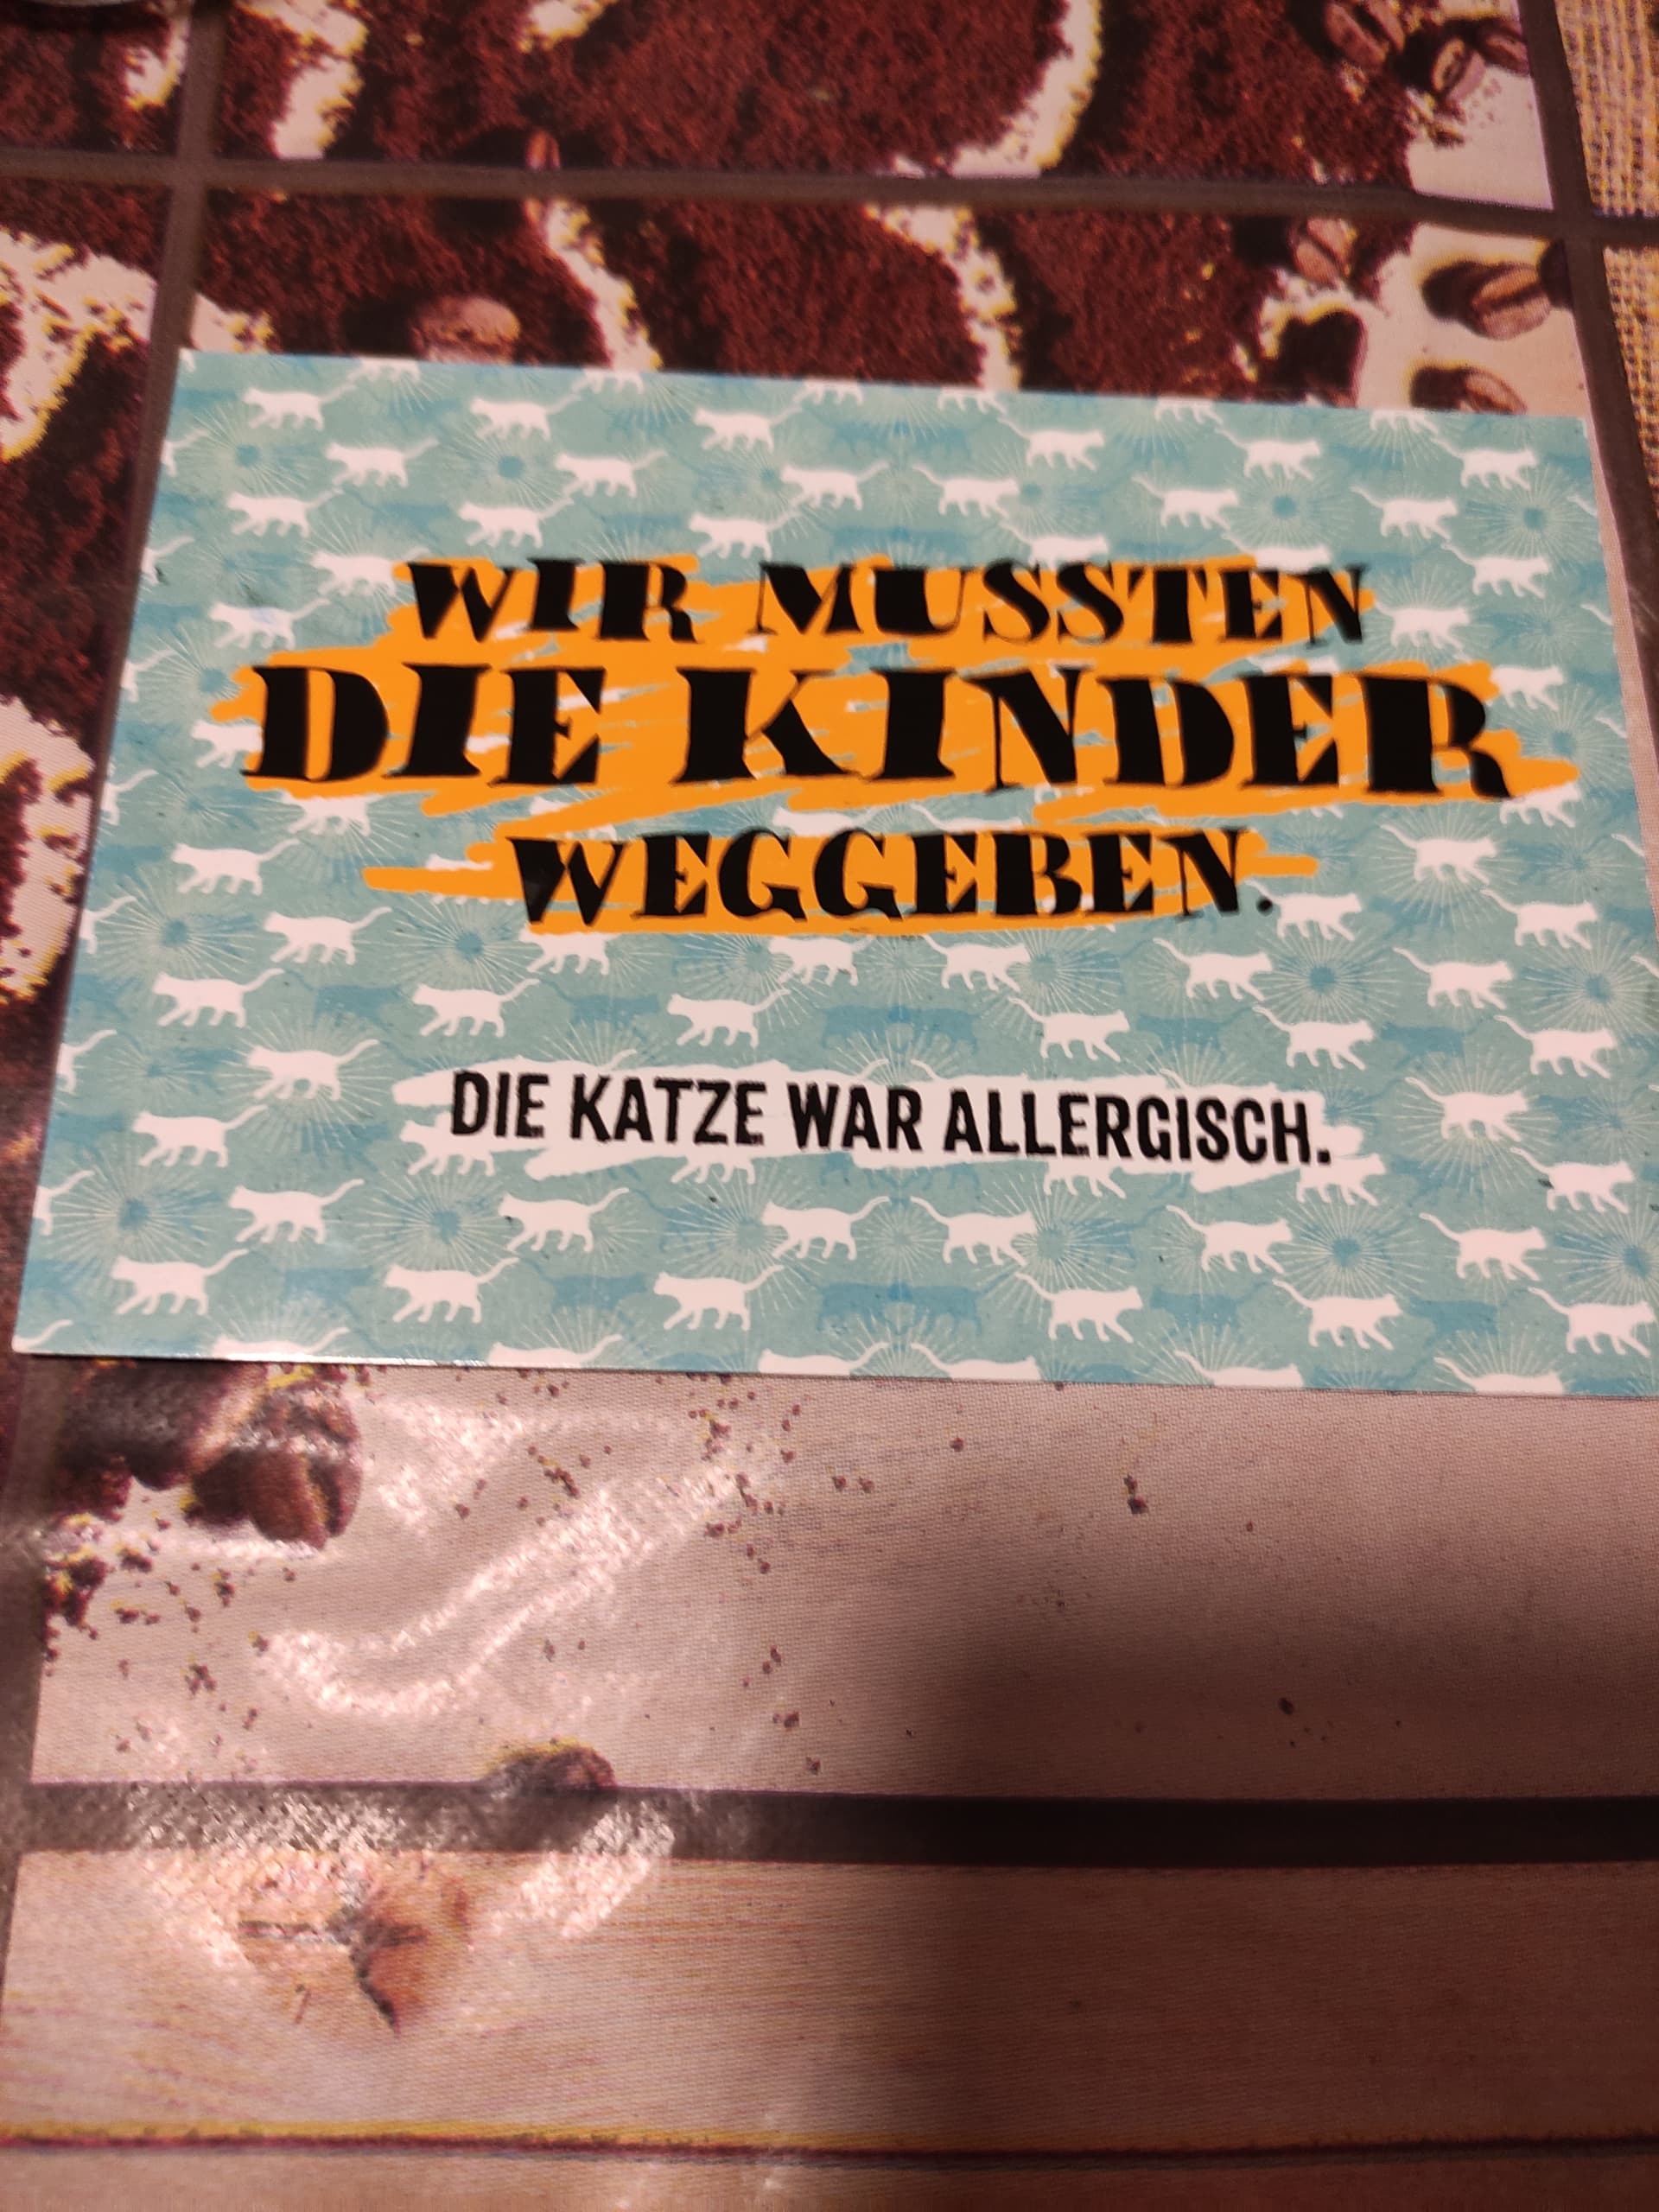 WIR MUSSTEN
DIE KINDER
WEGGEBEN.
DIE KATZE WAR ALLERGISCH.